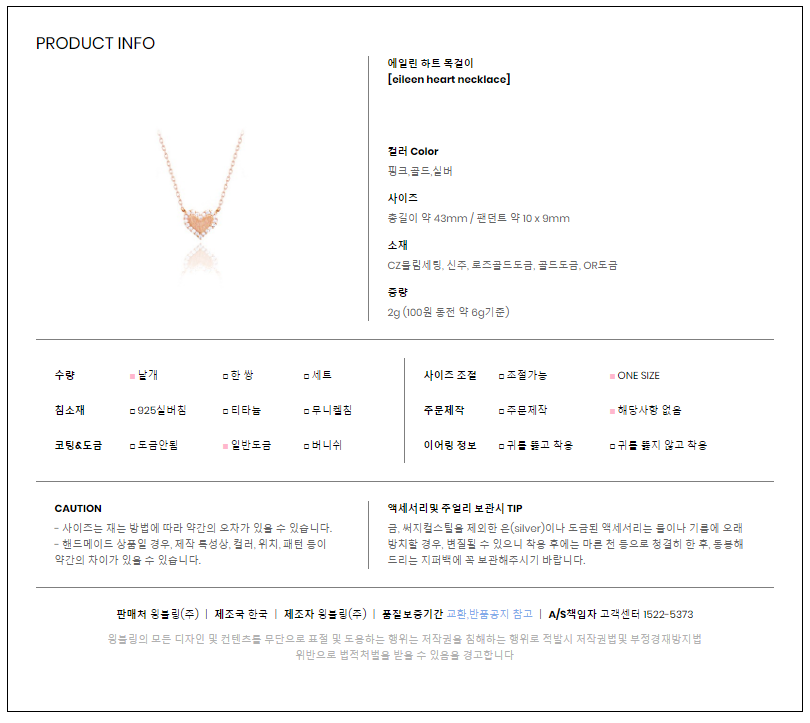 PRODUCT INFO
에일린 하트 목걸이
[eileen heart necklace]
컬러 Color
핑크,골드,실버
사이즈
총길이 약 43mm / 팬던트 약 10 x 9mm
소재
CZ물림세팅, 신주, 로즈골드도금, 골드도금, OR도금
중량
2g (100원 동전 약 6g기준)
수량 ■ 낱개 □ 한 쌍 □ 세트
침소재 □ 925실버침 □ 티타늄 □ 무니켈침
코팅&도금 □ 도금안됨 ■ 일반도금 □ 버니쉬
사이즈 조절 □ 조절가능 ■ ONE SIZE
주문제작 □ 주문제작 ■ 해당사항 없음
이어링 정보 □ 귀를 뚫고 착용 □ 귀를 뚫지 않고 착용
CAUTION
- 사이즈는 재는 방법에 따라 약간의 오차가 있을 수 있습니다.
- 핸드메이드 상품일 경우, 제작 특성상, 컬러, 위치, 패턴 등이
약간의 차이가 있을 수 있습니다.
액세서리및 주얼리 보관시 TIP
금, 써지컬스틸을 제외한 은(silver)이나 도금된 액세서리는 물이나 기름에 오래
방치할 경우, 변질될 수 있으니 착용 후에는 마른 천 등으로 청결히 한 후, 동봉해
드리는 지퍼백에 꼭 보관해주시기 바랍니다.
판매처 윙블링(주) | 제조국 한국 | 제조자 윙블링(주) | 품질보증기간 교환,반품공지 참고 | A/S책임자 고객센터 1522-5373
윙블링의 모든 디자인 및 컨텐츠를 무단으로 표절 및 도용하는 행위는 저작권을 침해하는 행위로 적발시 저작권법및 부정경쟁방지법
위반으로 법적처벌을 받을 수 있음을 경고합니다